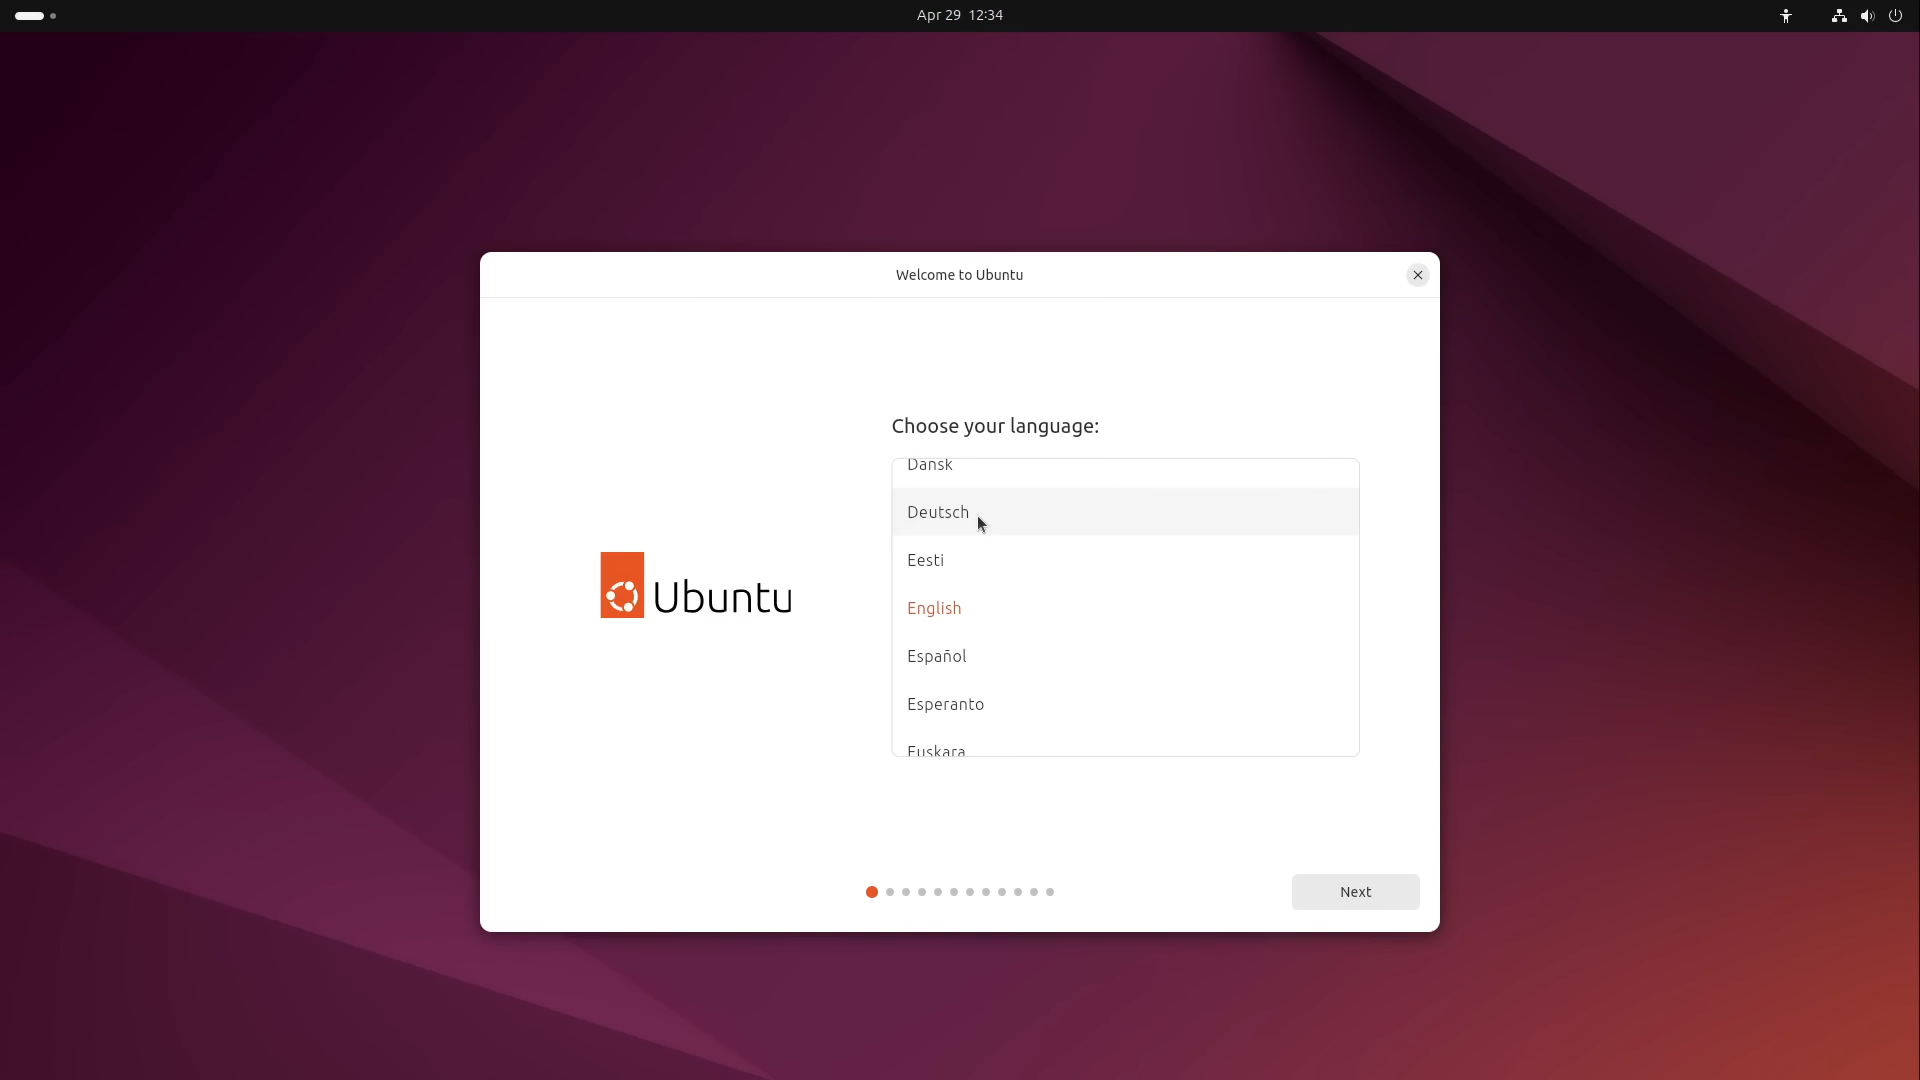 Apr 29 12:34
Welcome to Ubuntu
Choose your language:
Dansk
Deutsch
Eesti
English
Español
Esperanto
Euskara
Ubuntu
Next